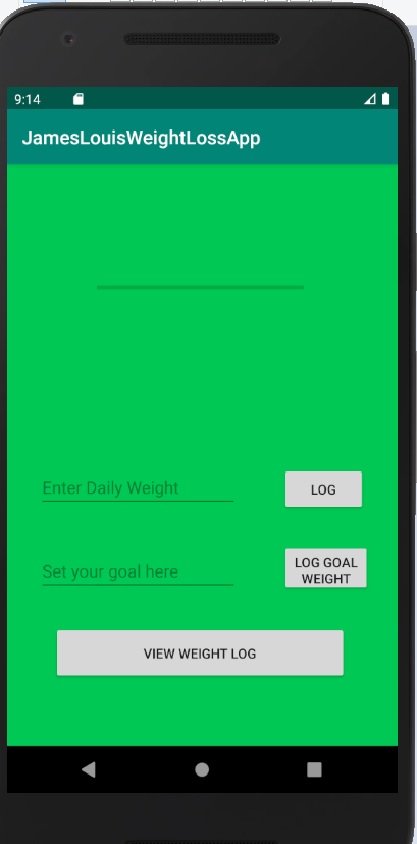 9:14
JamesLouisWeightLossApp
Enter Daily Weight
LOG
Set your goal here
LOG GOAL
WEIGHT
VIEW WEIGHT LOG